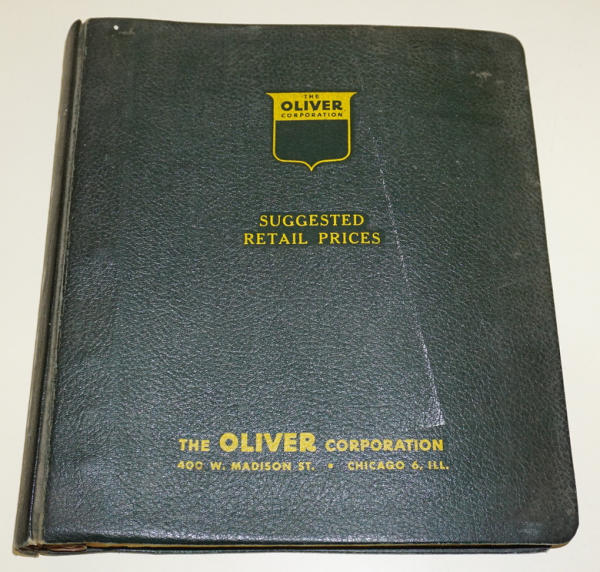 THE
OLIVER
CORPORATION
SUGGESTED
RETAIL PRICES
THE OLIVER CORPORATION
400 W. MADISON ST. • CHICAGO 6, ILL.